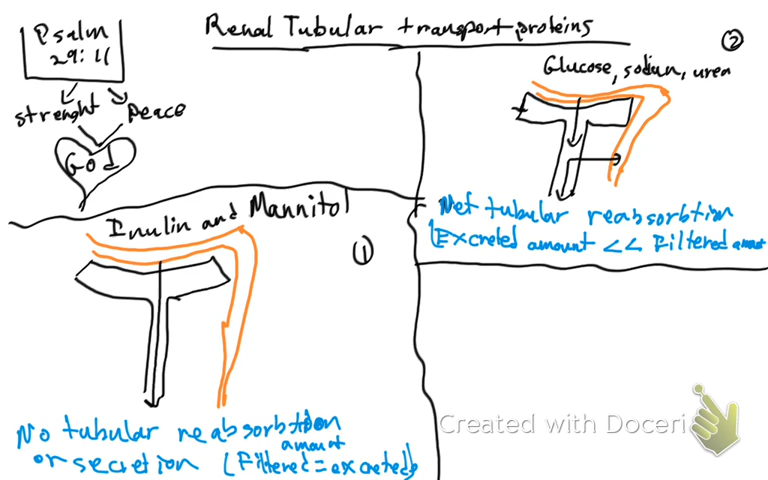 Psalm
29:11
strenght
Peace
GOd
Renal Tubular transport proteins
②
Glucose, sodiun, urea
Net tubular reabsorbtion
(Excreted amount << Filtered amount
Inulin and Mannitol
①
No tubular reabsorbtion
or secretion (Filtered amount = excreted)
Created with Doceri